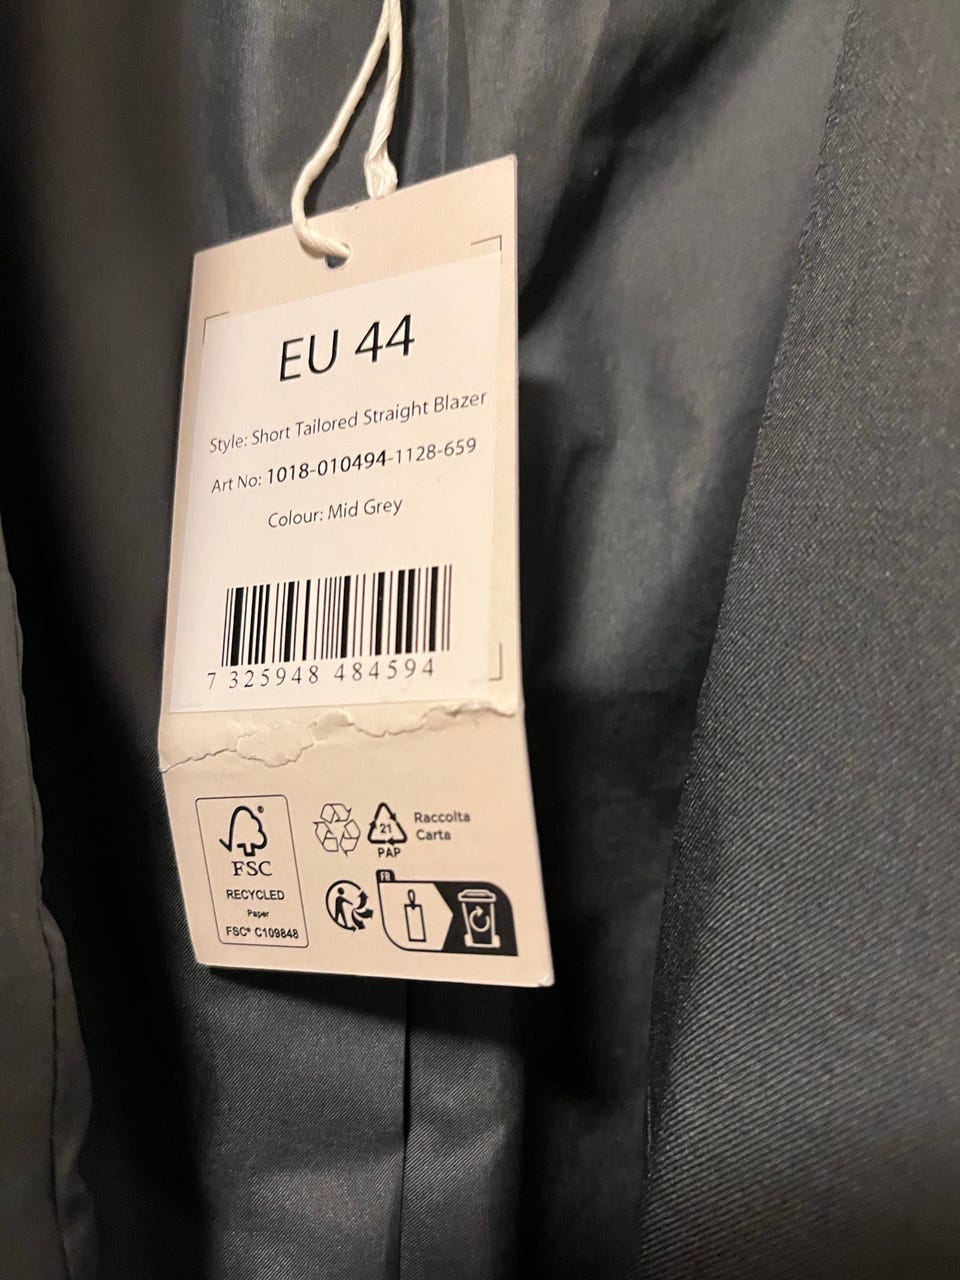 EU 44
Style: Short Tailored Straight Blazer
Art No: 1018-010494-1128-659
Colour: Mid Grey
7 325948 484594
FSC®
RECYCLED
Paper
FSC® C109848
21
PAP
Raccolta
Carta
FR